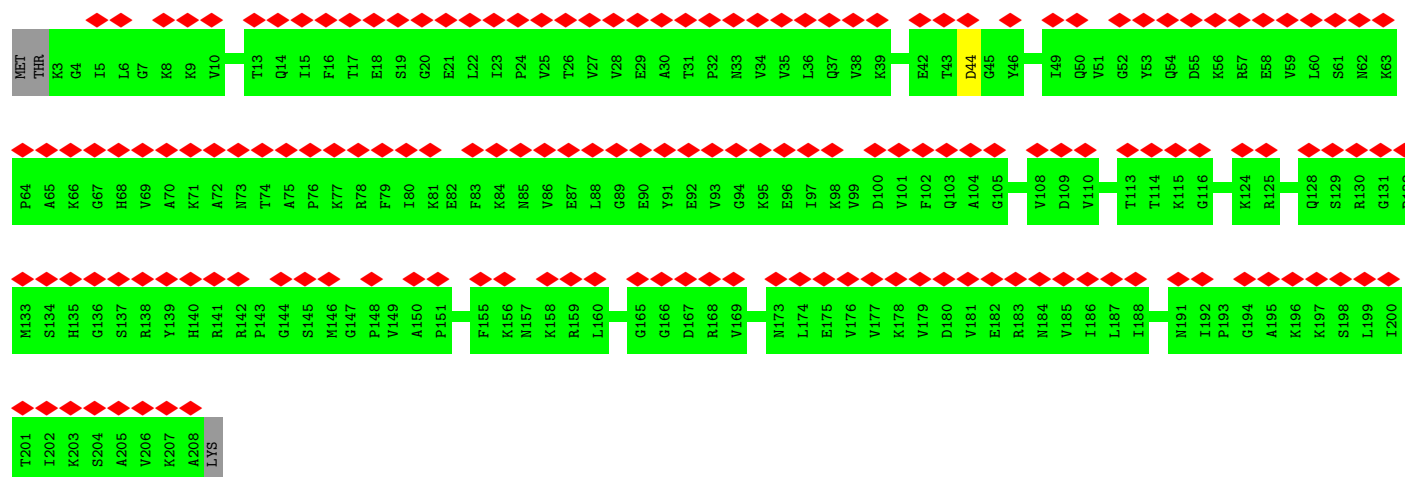 MET THR K3 G4 I5 L6 G7 K8 K9 V10 T13 Q14 I15 F16 T17 E18 S19 G20 E21 L22 I23 P24 V25 T26 V27 V28 E29 A30 T31 P32 N33 V34 V35 L36 Q37 V38 K39 E42 T43 D44 G45 Y46 I49 Q50 V51 G52 Y53 Q54 D55 K56 R57 E58 V59 L60 S61 N62 K63
P64 A65 K66 G67 H68 V69 A70 K71 A72 N73 T74 A75 P76 K77 R78 F79 I80 K81 E82 F83 K84 N85 V86 E87 L88 G89 E90 Y91 E92 V93 G94 K95 E96 I97 K98 V99 D100 V101 F102 Q103 A104 G105 V108 D109 V110 T113 T114 K115 G116 K124 R125 Q128 S129 R130 G131
M133 S134 H135 G136 S137 R138 Y139 H140 R141 R142 P143 G144 S145 M146 G147 P148 V149 A150 P151 F155 K156 N157 K158 R159 L160 G165 G166 D167 R168 V169 N173 L174 E175 V176 V177 K178 V179 D180 V181 E182 R183 N184 V185 I186 L187 I188 N191 I192 P193 G194 A195 K196 K197 S198 L199 I200
T201 I202 K203 S204 A205 V206 K207 A208 LYS